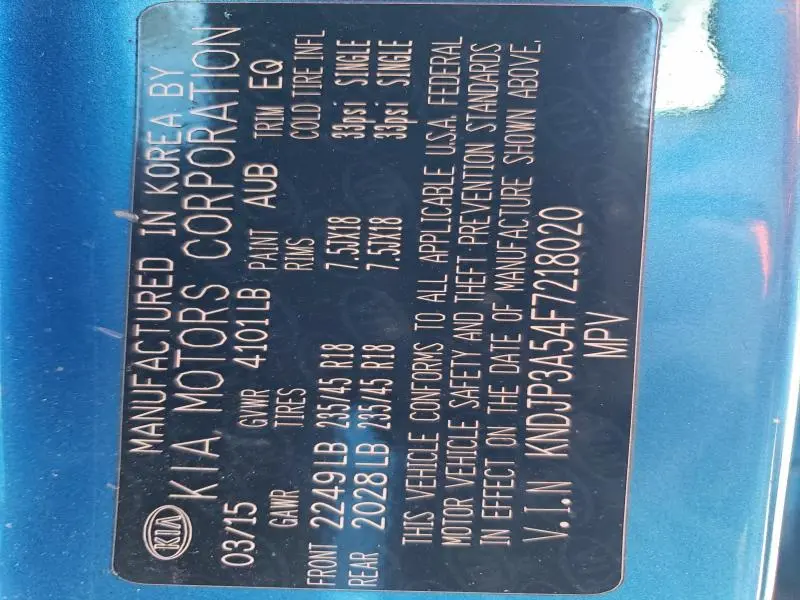 KIA
MANUFACTURED IN KOREA BY
KIA MOTORS CORPORATION
03/15 GVWR 4101LB PAINT AUB TRIM EQ
GAWR TIRES RIMS COLD TIRE INFL
FRONT 2249LB 235/45 R18 7.5JX18 33psi SINGLE
REAR 2028LB 235/45 R18 7.5JX18 33psi SINGLE
THIS VEHICLE CONFORMS TO ALL APPLICABLE U.S.A. FEDERAL
MOTOR VEHICLE SAFETY AND THEFT PREVENTION STANDARDS
IN EFFECT ON THE DATE OF MANUFACTURE SHOWN ABOVE.
V.I.N KNDJP3A54F7218020
MPV